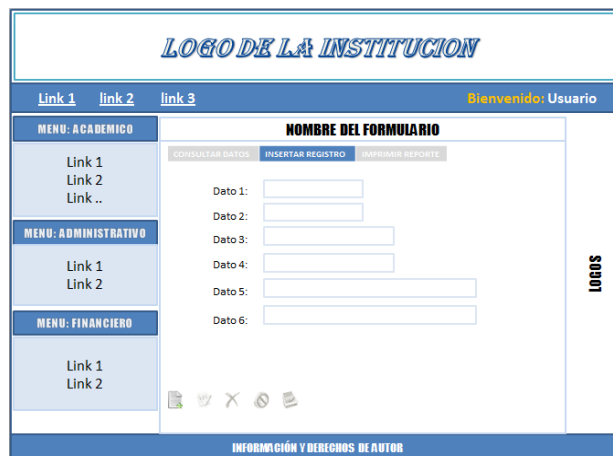 LOGO DE LA INSTITUCION
Link 1 link 2 link 3 Bienvenido: Usuario
MENU: ACADEMICO
Link 1
Link 2
Link ..
MENU: ADMINISTRATIVO
Link 1
Link 2
MENU: FINANCIERO
Link 1
Link 2
NOMBRE DEL FORMULARIO
CONSULTAR DATOS INSERTAR REGISTRO IMPRIMIR REPORTE
Dato 1:
Dato 2:
Dato 3:
Dato 4:
Dato 5:
Dato 6:
LOGOS
INFORMACIÓN Y DERECHOS DE AUTOR